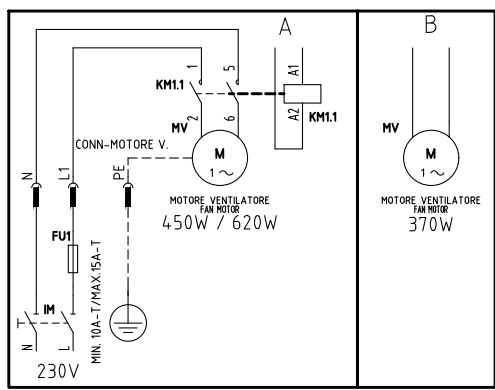 A
B
1
5
A1
KM1.1
A2
KM1.1
2
6
MV
MV
CONN-MOTORE V.
M
1~
M
1~
N
L1
PE
MOTORE VENTILATORE
FAN MOTOR
450W / 620W
MOTORE VENTILATORE
FAN MOTOR
370W
FU1
MIN. 10A-T/MAX.15A-T
IM
N
L
230V